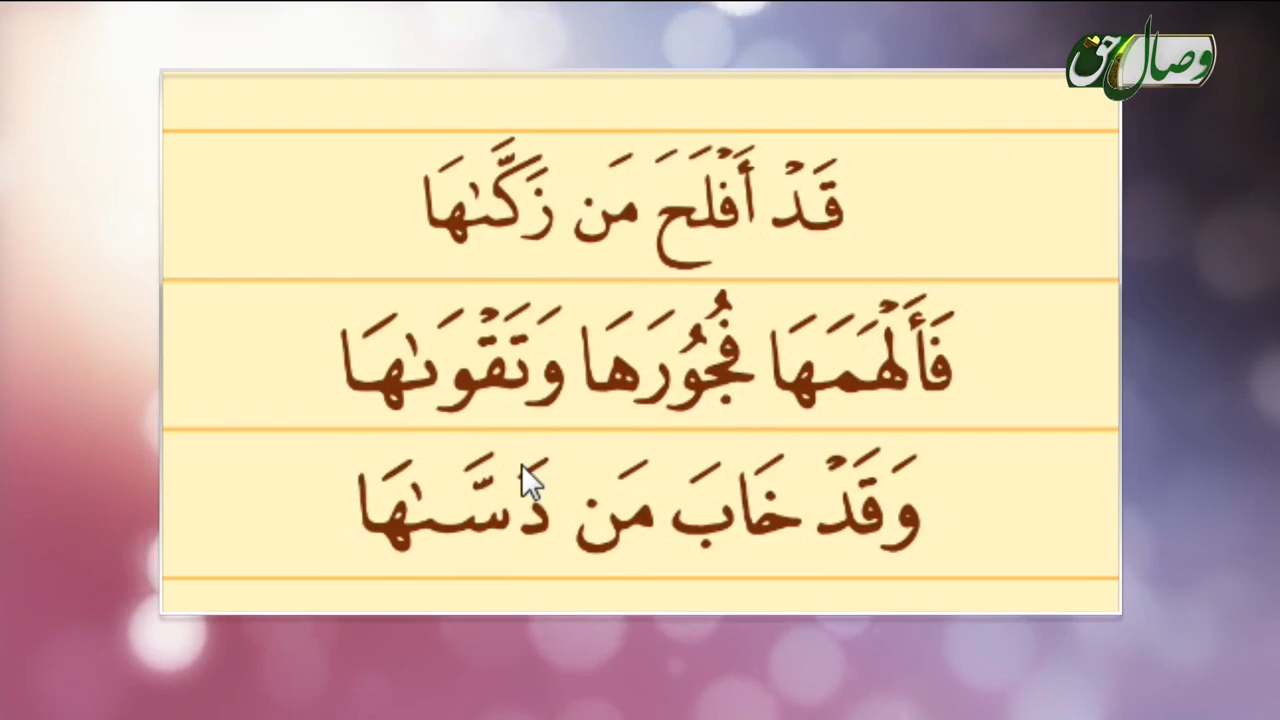 وصال حق
قَدْ أَفْلَحَ مَن زَكَّىٰهَا
فَأَلْهَمَهَا فُجُورَهَا وَتَقْوَىٰهَا
وَقَدْ خَابَ مَن دَسَّىٰهَا